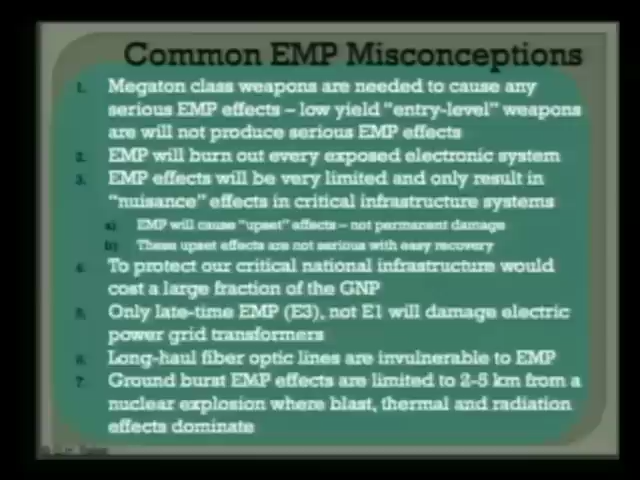 Common EMP Misconceptions
1. Megaton class weapons are needed to cause any
serious EMP effects – low yield "entry-level" weapons
are will not produce serious EMP effects
2. EMP will burn out every exposed electronic system
3. EMP effects will be very limited and only result in
"nuisance" effects in critical infrastructure systems
a) EMP will cause "upset" effects – not permanent damage
b) These upset effects are not serious with easy recovery
4. To protect our critical national infrastructure would
cost a large fraction of the GNP
5. Only late-time EMP (E3), not E1 will damage electric
power grid transformers
6. Long-haul fiber optic lines are invulnerable to EMP
7. Ground burst EMP effects are limited to 2-5 km from a
nuclear explosion where blast, thermal and radiation
effects dominate